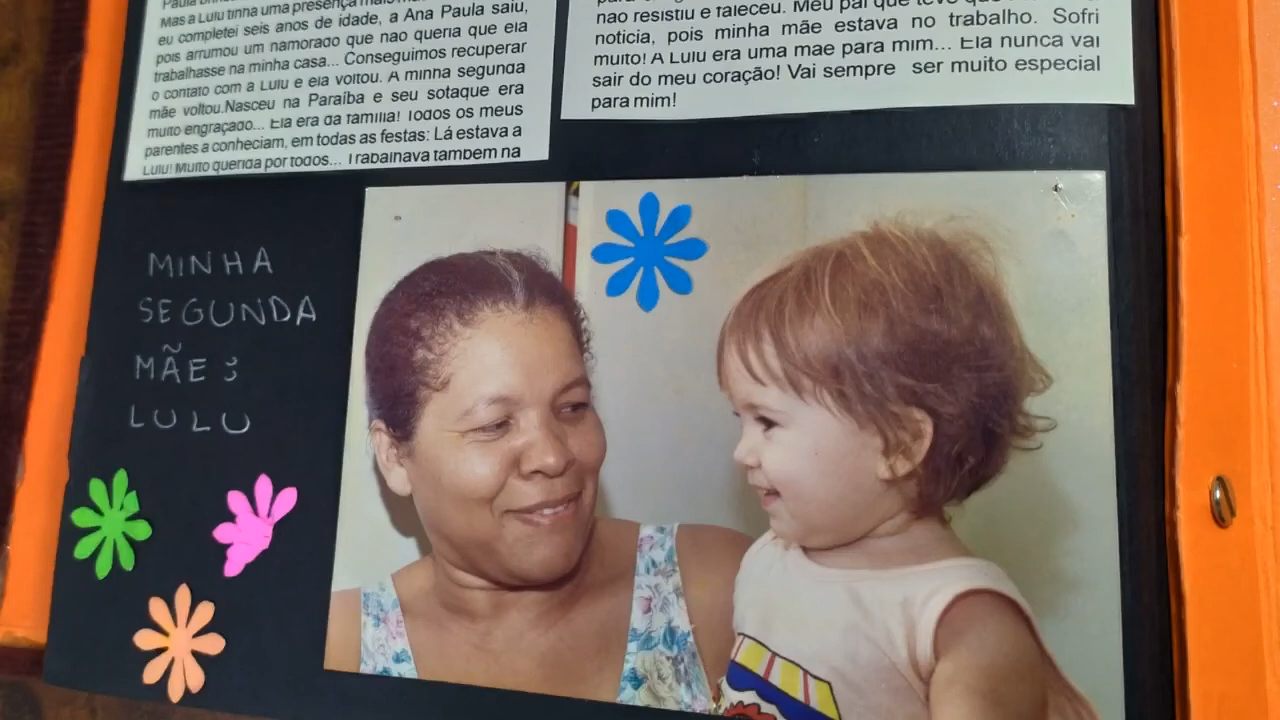 Mas a Lulu tinha uma presença
eu completei seis anos de idade, a Ana Paula saiu,
pois arrumou um namorado que não queria que ela
trabalhasse na minha casa... Conseguimos recuperar
o contato com a Lulu e ela voltou. A minha segunda
mãe voltou.Nasceu na Paraíba e seu sotaque era
muito engraçado... Ela era da família! Todos os meus
parentes a conheciam, em todas as festas: Lá estava a
Lulu! Muito querida por todos... Trabalhava também na
não resistiu e faleceu. Meu pai que teve que
notícia, pois minha mãe estava no trabalho. Sofri
muito! A Lulu era uma mãe para mim... Ela nunca vai
sair do meu coração! Vai sempre ser muito especial
para mim!
MINHA
SEGUNDA
MÃE :
LULU